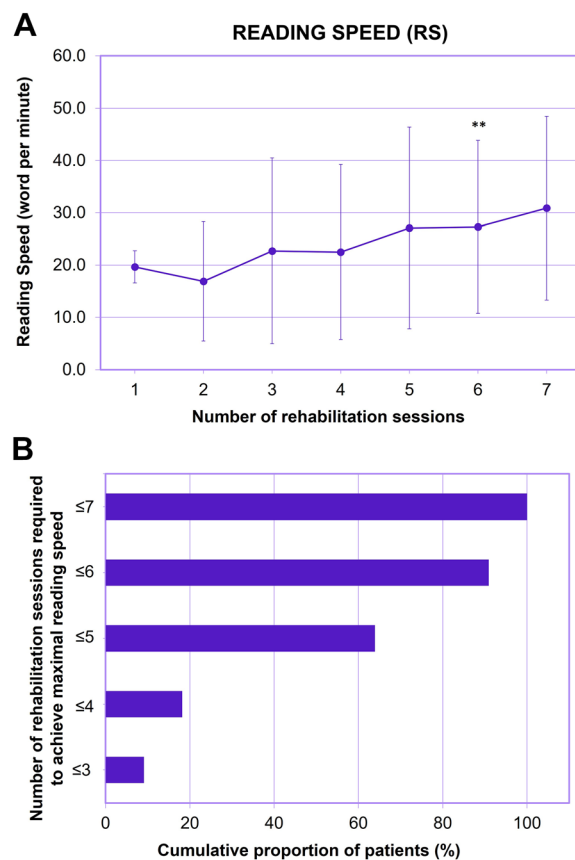 A
READING SPEED (RS)
Reading Speed (word per minute)
60.0
50.0
40.0
30.0
20.0
10.0
0.0
**
1 2 3 4 5 6 7
Number of rehabilitation sessions
B
Number of rehabilitation sessions required
to achieve maximal reading speed
≤7
≤6
≤5
≤4
≤3
0 20 40 60 80 100
Cumulative proportion of patients (%)